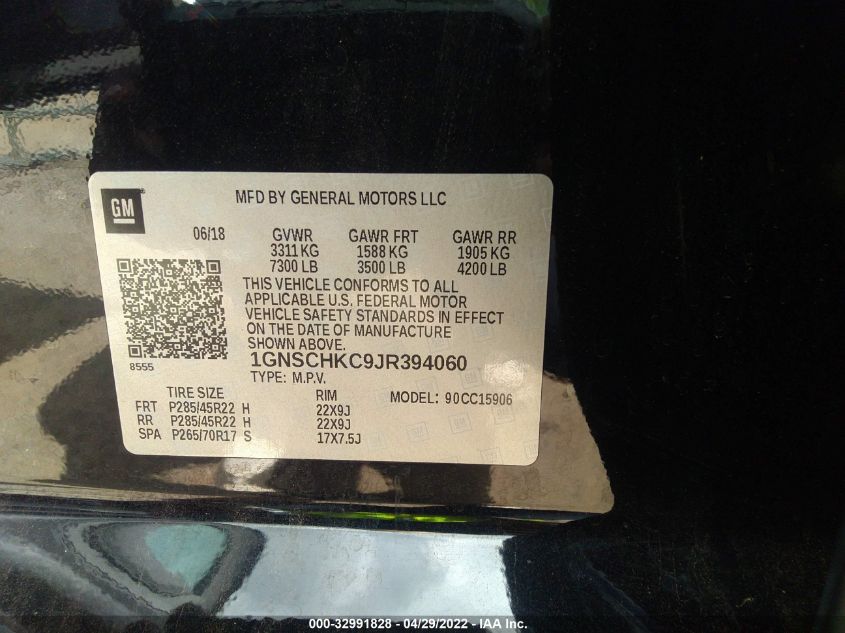 GM
MFD BY GENERAL MOTORS LLC
06/18 GVWR GAWR FRT GAWR RR
3311 KG 1588 KG 1905 KG
7300 LB 3500 LB 4200 LB
THIS VEHICLE CONFORMS TO ALL
APPLICABLE U.S. FEDERAL MOTOR
VEHICLE SAFETY STANDARDS IN EFFECT
ON THE DATE OF MANUFACTURE
SHOWN ABOVE.
8555
1GNSCHKC9JR394060
TYPE: M.P.V.
TIRE SIZE RIM MODEL: 90CC15906
FRT P285/45R22 H 22X9J
RR P285/45R22 H 22X9J
SPA P265/70R17 S 17X7.5J
000-32991828 - 04/29/2022 - IAA Inc.